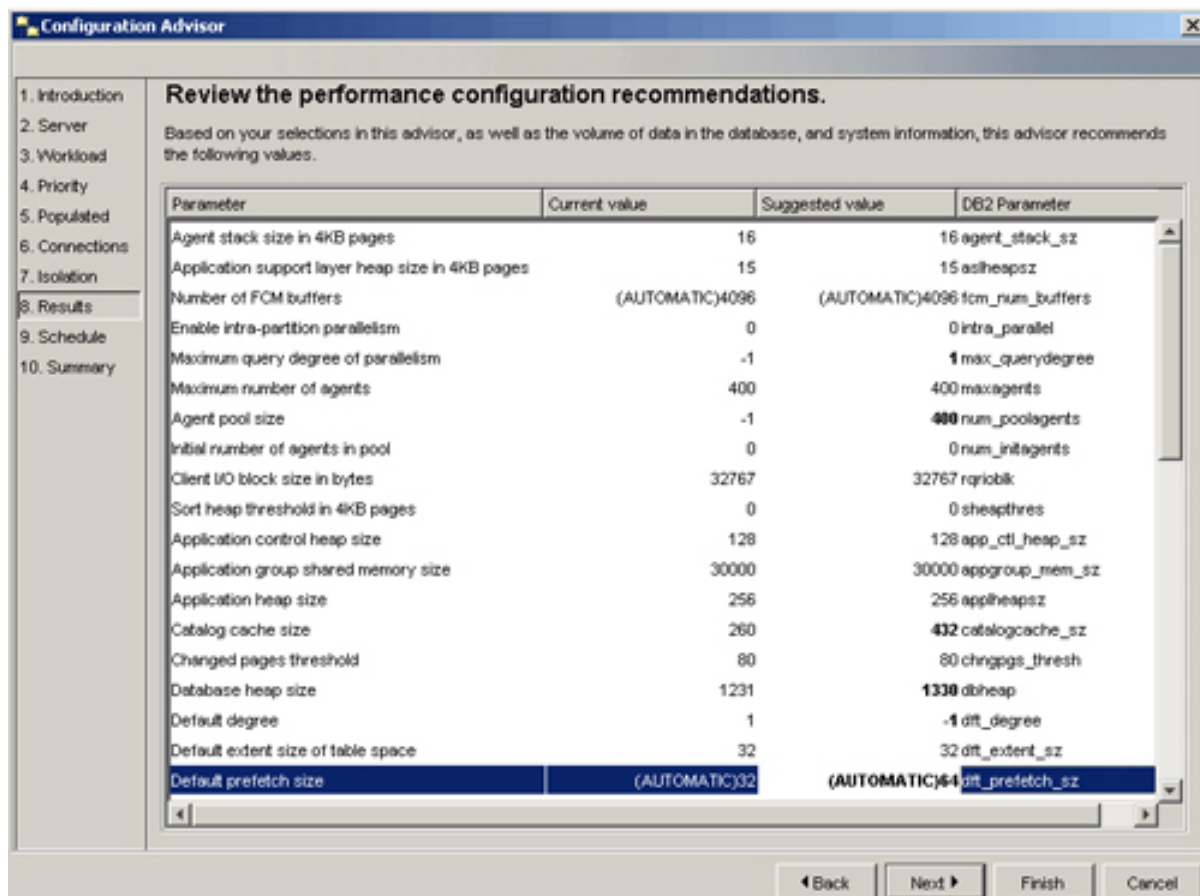 Configuration Advisor
1. Introduction
2. Server
3. Workload
4. Priority
5. Populated
6. Connections
7. Isolation
8. Results
9. Schedule
10. Summary
Review the performance configuration recommendations.
Based on your selections in this advisor, as well as the volume of data in the database, and system information, this advisor recommends
the following values.
Parameter Current value Suggested value DB2 Parameter
Agent stack size in 4KB pages 16 16 agent_stack_sz
Application support layer heap size in 4KB pages 15 15 aslheapsz
Number of FCM buffers (AUTOMATIC)4096 (AUTOMATIC)4096 fcm_num_buffers
Enable intra-partition parallelism 0 0 intra_parallel
Maximum query degree of parallelism -1 1 max_querydegree
Maximum number of agents 400 400 maxagents
Agent pool size -1 400 num_poolagents
Initial number of agents in pool 0 0 num_initagents
Client I/O block size in bytes 32767 32767 rqrioblk
Sort heap threshold in 4KB pages 0 0 sheapthres
Application control heap size 128 128 app_ctl_heap_sz
Application group shared memory size 30000 30000 appgroup_mem_sz
Application heap size 256 256 applheapsz
Catalog cache size 260 432 catalogcache_sz
Changed pages threshold 80 80 chngpgs_thresh
Database heap size 1231 1330 dbheap
Default degree 1 -1 dft_degree
Default extent size of table space 32 32 dft_extent_sz
Default prefetch size (AUTOMATIC)32 (AUTOMATIC)64 dft_prefetch_sz
Back Next Finish Cancel